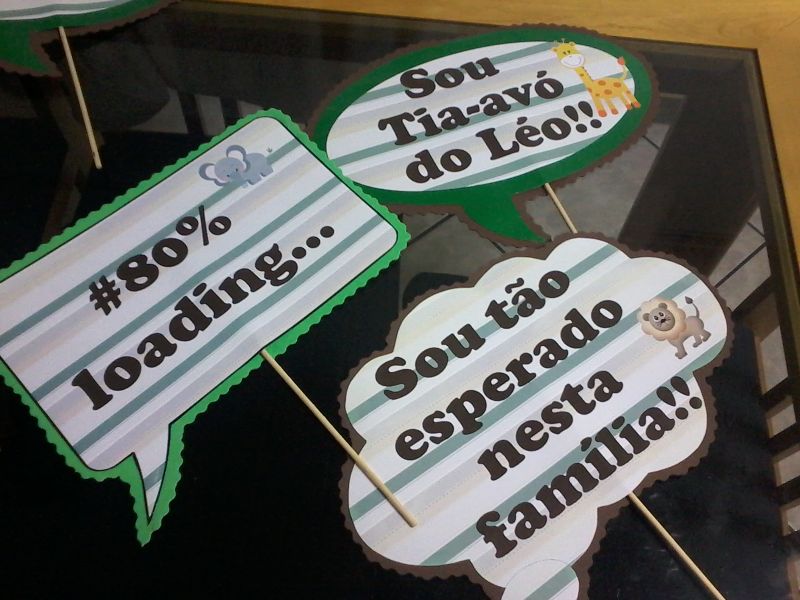 Sou
Tia-avó
do Léo!!
#80%
loading...
Sou tão
esperado
nesta
família!!